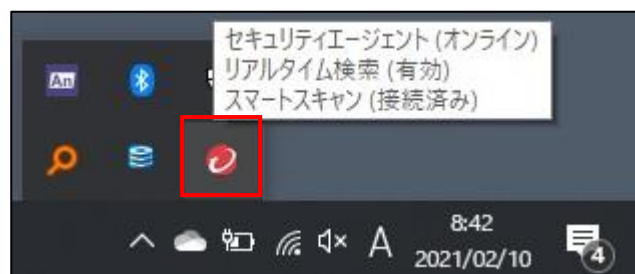 セキュリティエージェント (オンライン)
リアルタイム検索 (有効)
スマートスキャン (接続済み)
An
A
8:42
2021/02/10
4